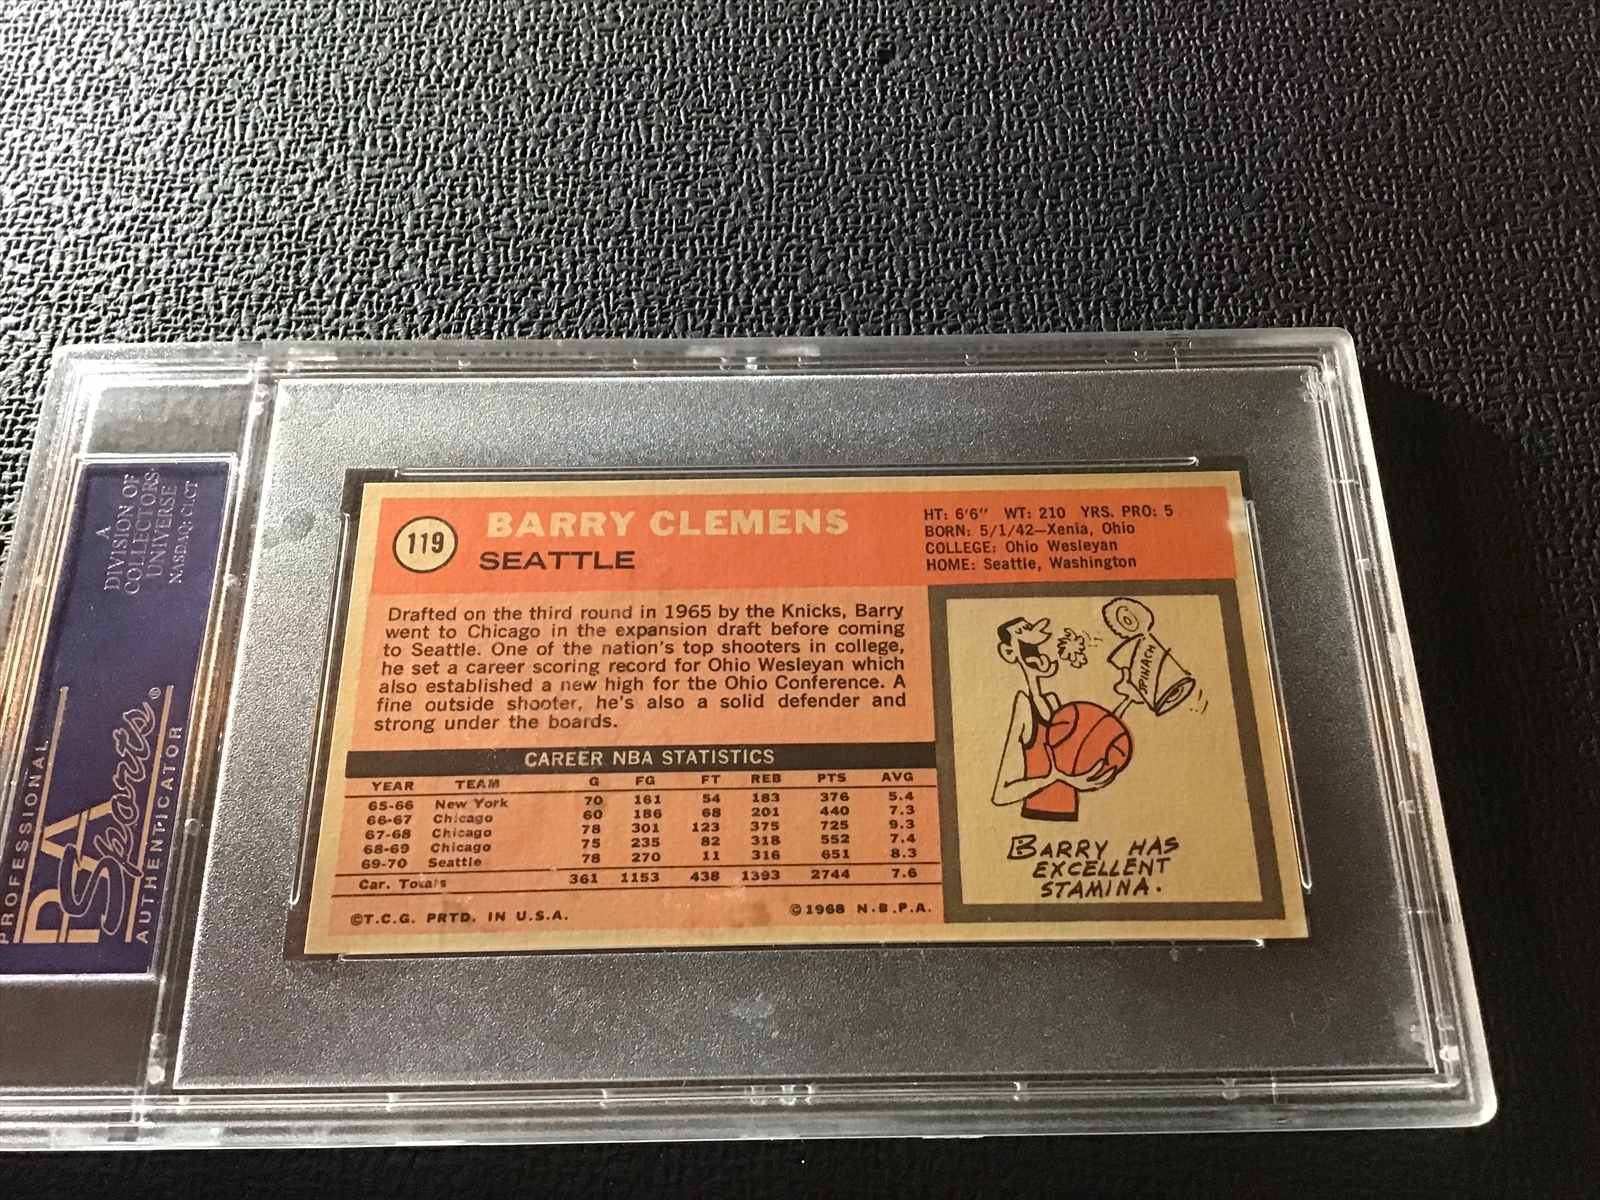 A
DIVISION OF
COLLECTORS
UNIVERSE
NASDAQ: CLCT
PROFESSIONAL
PSA
Sports®
AUTHENTICATOR
119
BARRY CLEMENS
SEATTLE
HT: 6'6" WT: 210 YRS. PRO: 5
BORN: 5/1/42—Xenia, Ohio
COLLEGE: Ohio Wesleyan
HOME: Seattle, Washington
Drafted on the third round in 1965 by the Knicks, Barry
went to Chicago in the expansion draft before coming
to Seattle. One of the nation's top shooters in college,
he set a career scoring record for Ohio Wesleyan which
also established a new high for the Ohio Conference. A
fine outside shooter, he's also a solid defender and
strong under the boards.
CAREER NBA STATISTICS
YEAR TEAM G FG FT REB PTS AVG
65-66 New York 70 161 54 183 376 5.4
66-67 Chicago 60 186 68 201 440 7.3
67-68 Chicago 78 301 123 375 725 9.3
68-69 Chicago 75 235 82 318 552 7.4
69-70 Seattle 78 270 11 316 651 8.3
Car. Totals 361 1153 438 1393 2744 7.6
©T.C.G. PRTD. IN U.S.A. ©1968 N.B.P.A.
SPINACH
BARRY HAS
EXCELLENT
STAMINA.